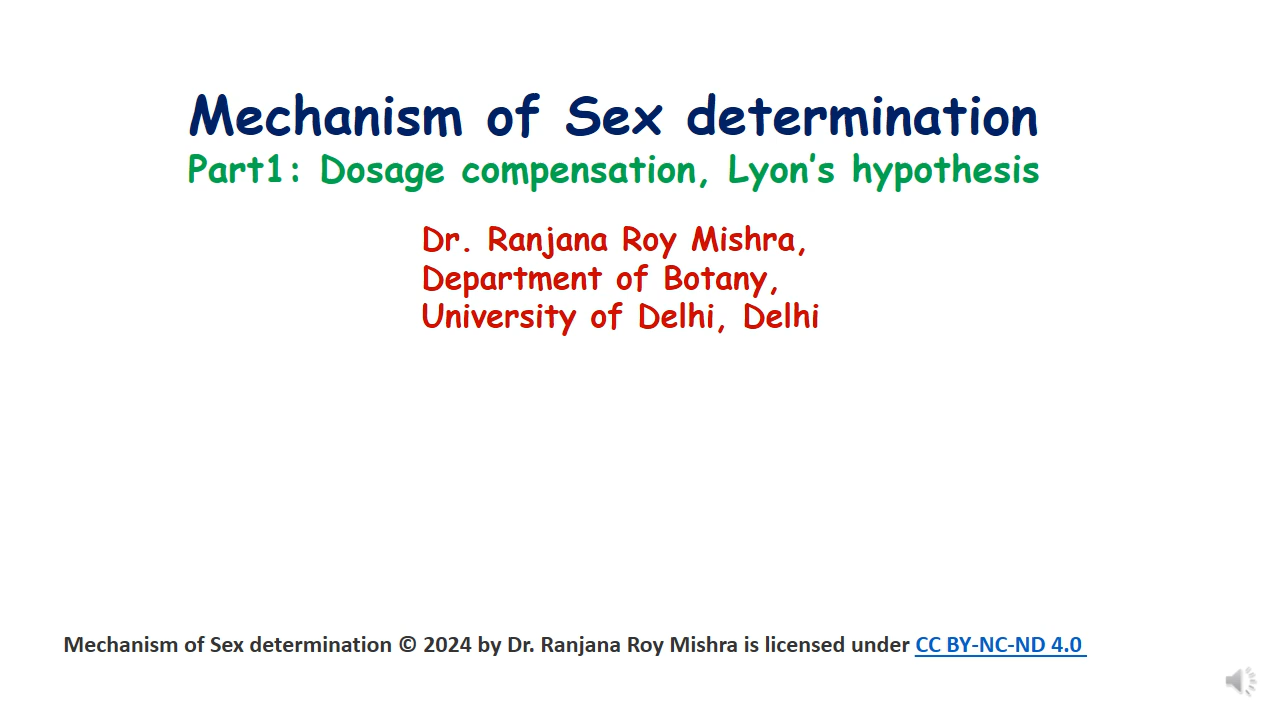 Mechanism of Sex determination
Part1: Dosage compensation, Lyon’s hypothesis
Dr. Ranjana Roy Mishra,
Department of Botany,
University of Delhi, Delhi
Mechanism of Sex determination © 2024 by Dr. Ranjana Roy Mishra is licensed under CC BY-NC-ND 4.0